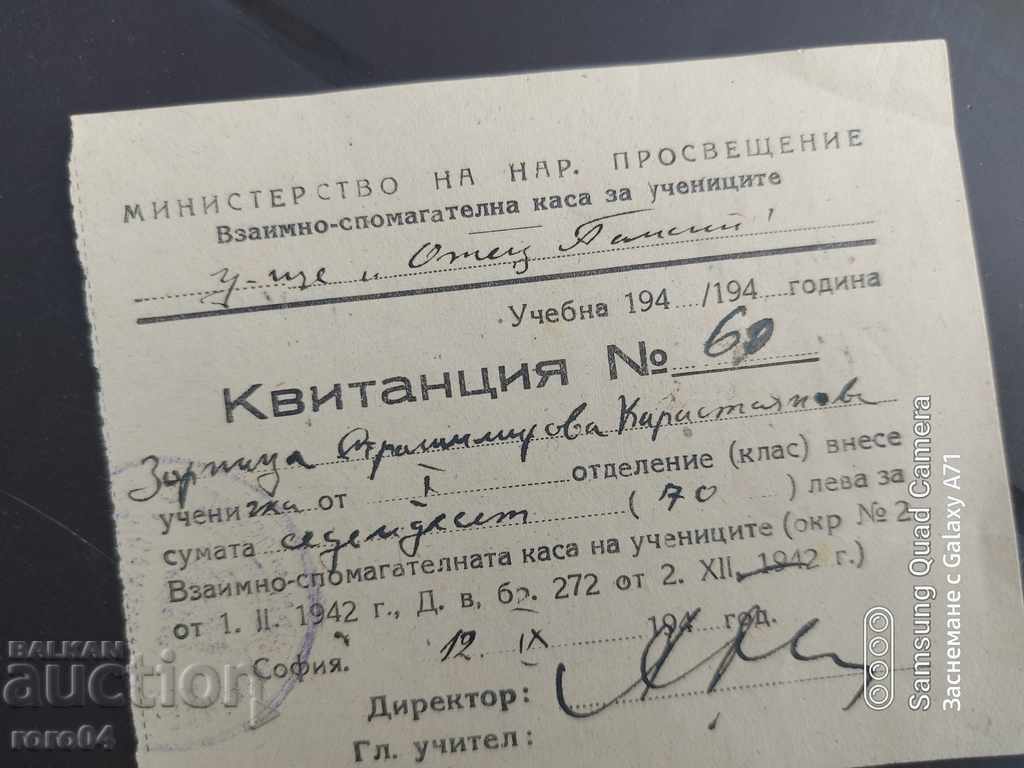 МИНИСТЕРСТВО НА НАР. ПРОСВЕЩЕНИЕ
Взаимно-спомагателна каса за учениците
у-ще „Отец Паисий"
Учебна 194 /194 година
Квитанция № 60
Зорница Страшимирова Карастоянова
ученичка от I отделение (клас) внесе
сумата седемдесет (70) лева за
Взаимно-спомагателната каса на учениците (окр № 2
от 1. II. 1942 г., Д. в, бр. 272 от 2. XII, 1942 г.)
София. 12. IX 194 год.
Директор:
Гл. учител:
BALKAN
auction
roro04
Samsung Quad Camera
Заснемане с Galaxy A71